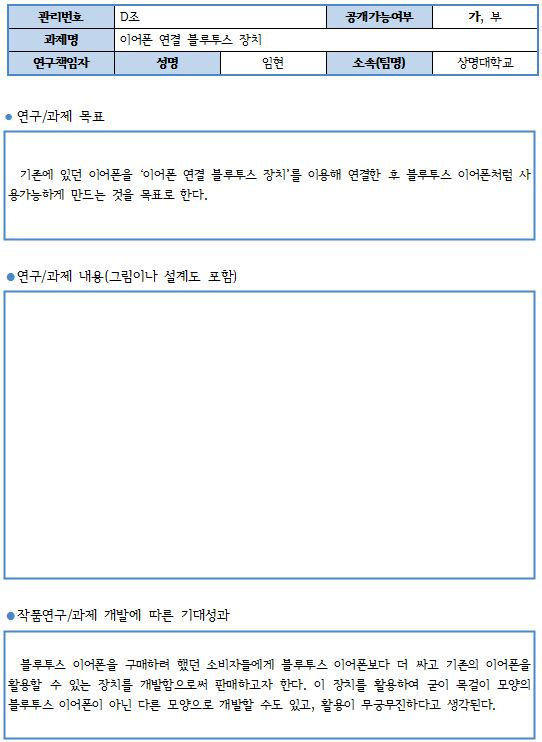 관리번호 D조 공개가능여부 가, 부
과제명 이어폰 연결 블루투스 장치
연구책임자 성명 임현 소속(팀명) 상명대학교
● 연구/과제 목표
기존에 있던 이어폰을 '이어폰 연결 블루투스 장치'를 이용해 연결한 후 블루투스 이어폰처럼 사
용가능하게 만드는 것을 목표로 한다.
●연구/과제 내용(그림이나 설계도 포함)
●작품연구/과제 개발에 따른 기대성과
블루투스 이어폰을 구매하려 했던 소비자들에게 블루투스 이어폰보다 더 싸고 기존의 이어폰을
활용할 수 있는 장치를 개발함으로써 판매하고자 한다. 이 장치를 활용하여 굳이 목걸이 모양의
블루투스 이어폰이 아닌 다른 모양으로 개발할 수도 있고, 활용이 무궁무진하다고 생각된다.